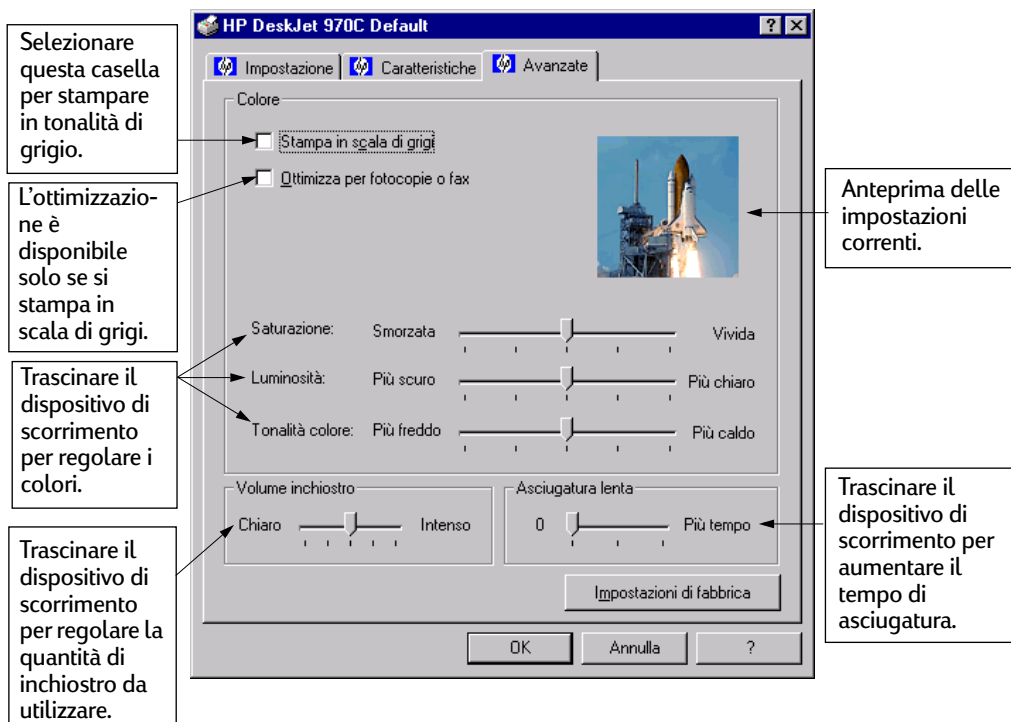 Selezionare
questa casella
per stampare
in tonalità di
grigio.
L'ottimizzazio-
ne è
disponibile
solo se si
stampa in
scala di grigi.
Trascinare il
dispositivo di
scorrimento
per regolare i
colori.
Trascinare il
dispositivo di
scorrimento
per regolare la
quantità di
inchiostro da
utilizzare.
HP DeskJet 970C Default
Impostazione Caratteristiche Avanzate
Colore
Stampa in scala di grigi
Ottimizza per fotocopie o fax
Saturazione: Smorzata Vivida
Luminosità: Più scuro Più chiaro
Tonalità colore: Più freddo Più caldo
Volume inchiostro
Chiaro Intenso
Asciugatura lenta
0 Più tempo
Impostazioni di fabbrica
OK Annulla ?
Anteprima delle
impostazioni
correnti.
Trascinare il
dispositivo di
scorrimento per
aumentare il
tempo di
asciugatura.